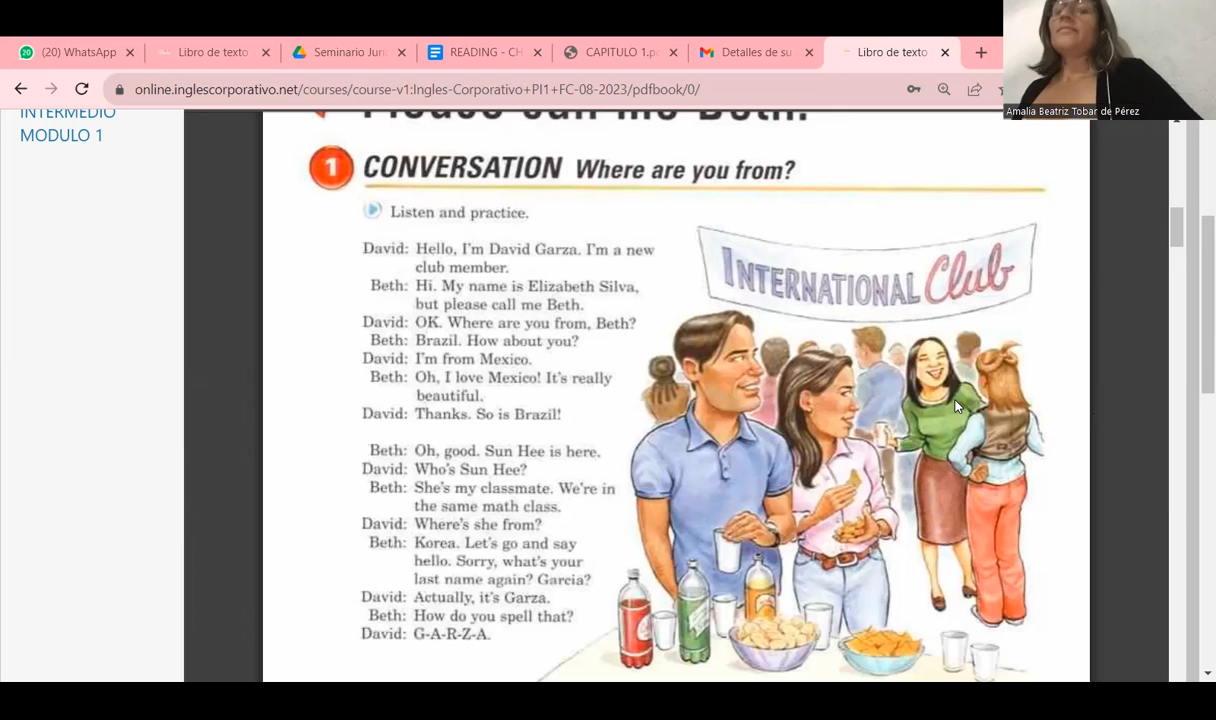 (20) WhatsApp
Libro de texto
Seminario Juri
READING - CH
CAPITULO 1.p
Detalles de su
Libro de texto
online.inglescorporativo.net/courses/course-v1:Ingles-Corporativo+PI1+FC-08-2023/pdfbook/0/
Amalia Beatriz Tobar de Pérez
INTERMEDIO
MODULO 1
Please call me Beth.
1 CONVERSATION Where are you from?
Listen and practice.
David: Hello, I'm David Garza. I'm a new
club member.
Beth: Hi. My name is Elizabeth Silva,
but please call me Beth.
David: OK. Where are you from, Beth?
Beth: Brazil. How about you?
David: I'm from Mexico.
Beth: Oh, I love Mexico! It's really
beautiful.
David: Thanks. So is Brazil!
Beth: Oh, good. Sun Hee is here.
David: Who's Sun Hee?
Beth: She's my classmate. We're in
the same math class.
David: Where's she from?
Beth: Korea. Let's go and say
hello. Sorry, what's your
last name again? Garcia?
David: Actually, it's Garza.
Beth: How do you spell that?
David: G-A-R-Z-A.
INTERNATIONAL Club